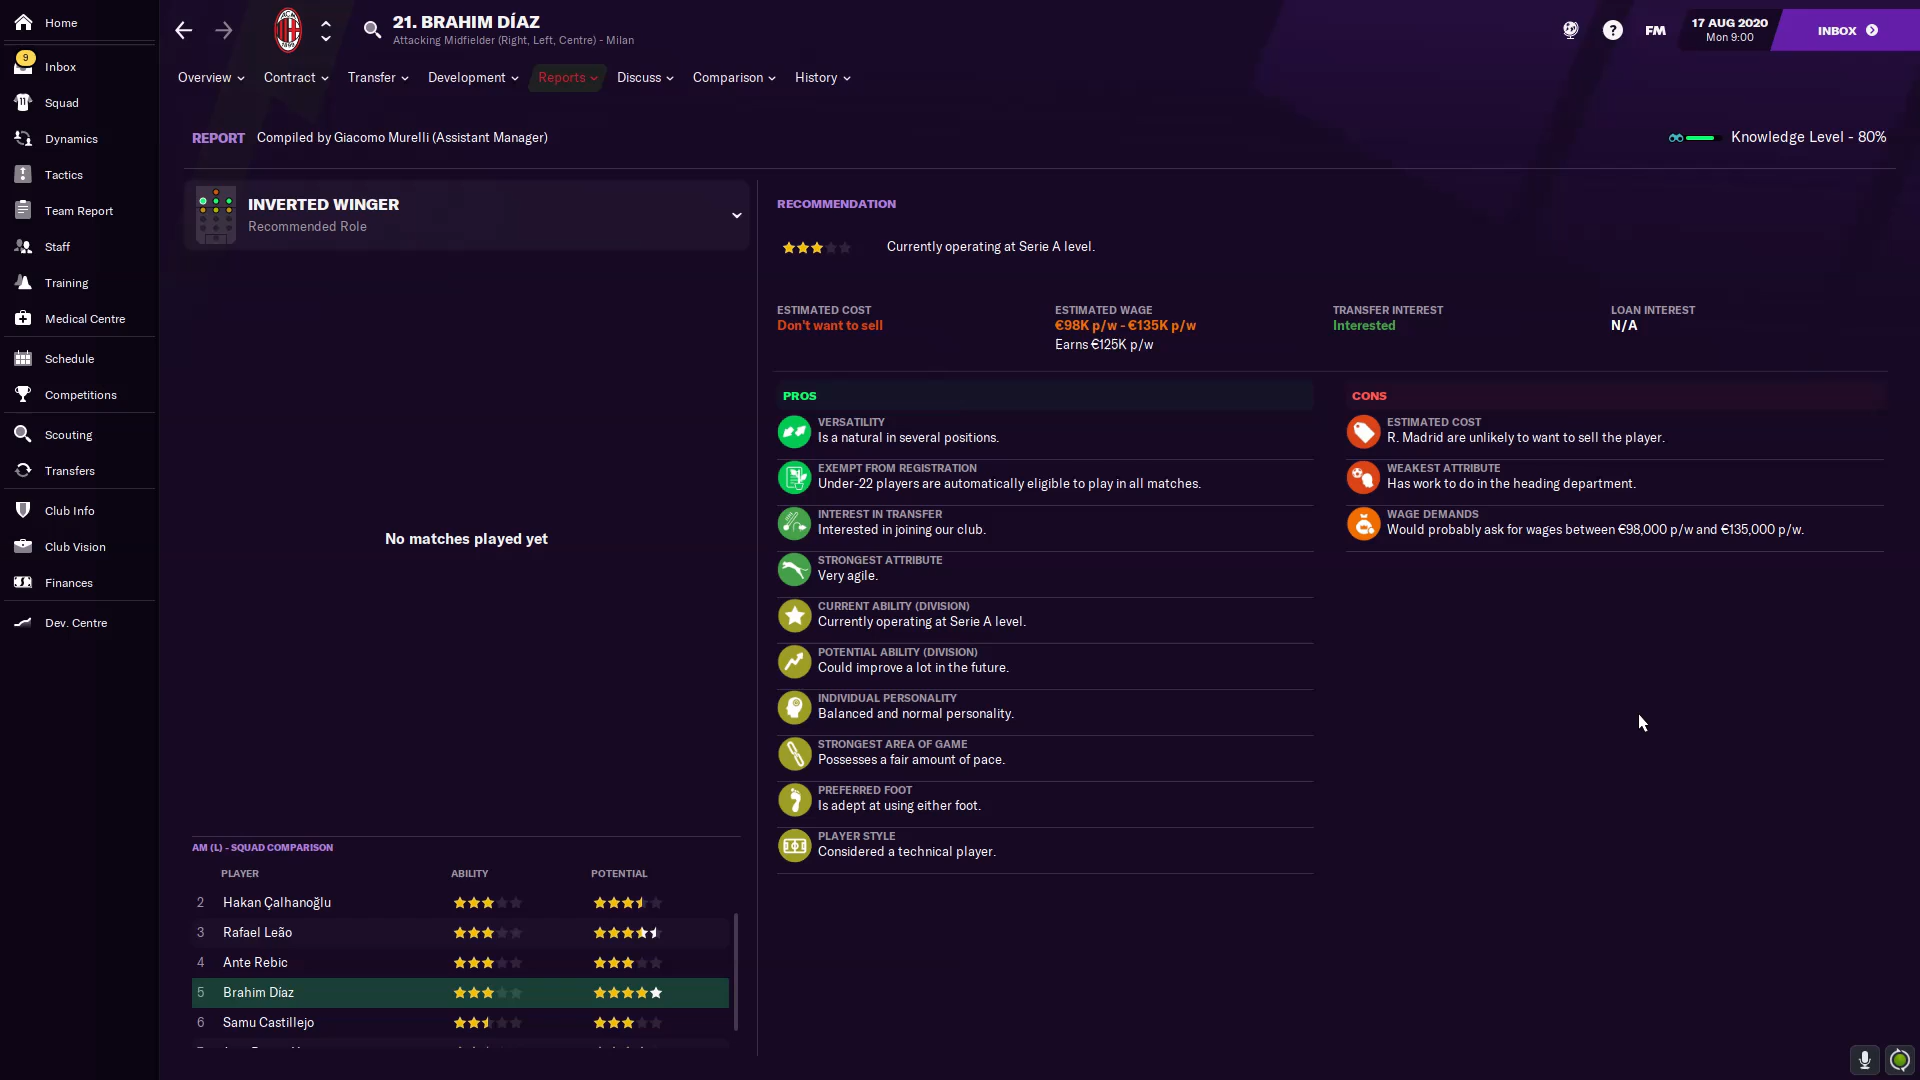 Home
Inbox
9
Squad
Dynamics
Tactics
Team Report
Staff
Training
Medical Centre
Schedule
Competitions
Scouting
Transfers
Club Info
Club Vision
Finances
Dev. Centre
21. BRAHIM DÍAZ
Attacking Midfielder (Right, Left, Centre) - Milan
FM
17 AUG 2020
Mon 9:00
INBOX
Overview
Contract
Transfer
Development
Reports
Discuss
Comparison
History
REPORT Compiled by Giacomo Murelli (Assistant Manager)
Knowledge Level - 80%
INVERTED WINGER
Recommended Role
No matches played yet
AM (L) - SQUAD COMPARISON
PLAYER ABILITY POTENTIAL
2 Hakan Çalhanoğlu
3 Rafael Leão
4 Ante Rebic
5 Brahim Díaz
6 Samu Castillejo
RECOMMENDATION
Currently operating at Serie A level.
ESTIMATED COST
Don't want to sell
ESTIMATED WAGE
€98K p/w - €135K p/w
Earns €125K p/w
TRANSFER INTEREST
Interested
LOAN INTEREST
N/A
PROS
VERSATILITY
Is a natural in several positions.
EXEMPT FROM REGISTRATION
Under-22 players are automatically eligible to play in all matches.
INTEREST IN TRANSFER
Interested in joining our club.
STRONGEST ATTRIBUTE
Very agile.
CURRENT ABILITY (DIVISION)
Currently operating at Serie A level.
POTENTIAL ABILITY (DIVISION)
Could improve a lot in the future.
INDIVIDUAL PERSONALITY
Balanced and normal personality.
STRONGEST AREA OF GAME
Possesses a fair amount of pace.
PREFERRED FOOT
Is adept at using either foot.
PLAYER STYLE
Considered a technical player.
CONS
ESTIMATED COST
R. Madrid are unlikely to want to sell the player.
WEAKEST ATTRIBUTE
Has work to do in the heading department.
WAGE DEMANDS
Would probably ask for wages between €98,000 p/w and €135,000 p/w.